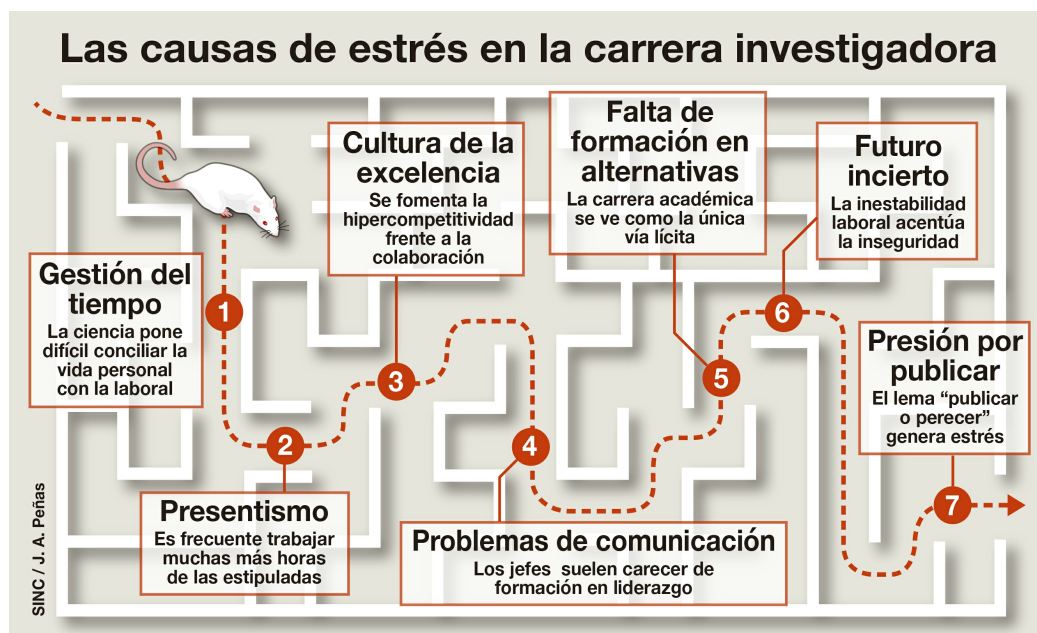 Las causas de estrés en la carrera investigadora
Gestión del
tiempo
La ciencia pone
difícil conciliar la
vida personal
con la laboral
1
Presentismo
Es frecuente trabajar
muchas más horas
de las estipuladas
2
Cultura de la
excelencia
Se fomenta la
hipercompetitividad
frente a la
colaboración
3
Problemas de comunicación
Los jefes suelen carecer de
formación en liderazgo
4
Falta de
formación en
alternativas
La carrera académica
se ve como la única
vía lícita
5
Futuro
incierto
La inestabilidad
laboral acentúa
la inseguridad
6
Presión por
publicar
El lema “publicar
o perecer”
genera estrés
7
SINC / J. A. Peñas